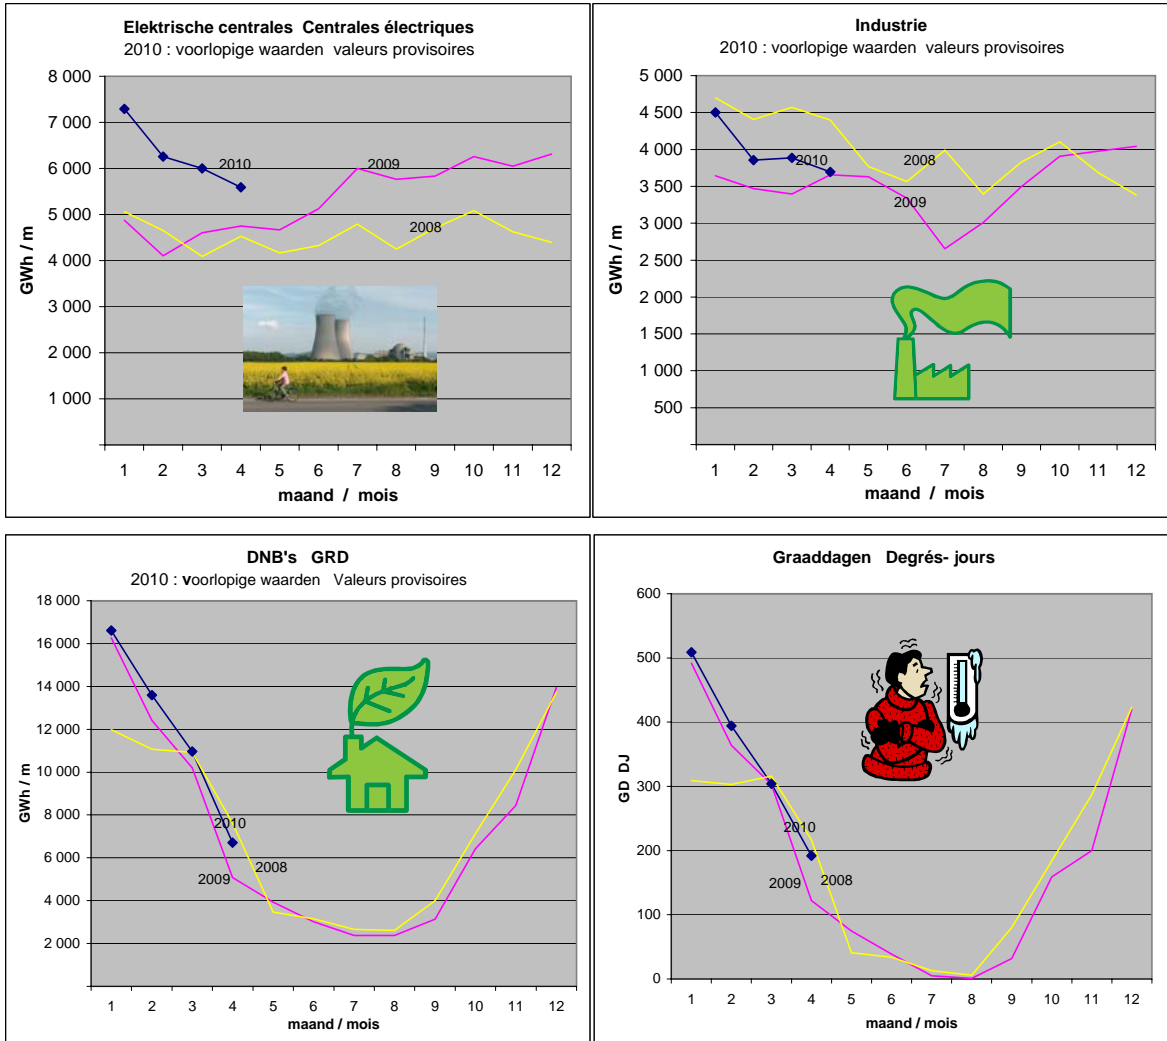 Elektrische centrales Centrales électriques
2010 : voorlopige waarden valeurs provisoires
8 000
7 000
6 000
5 000
4 000
3 000
2 000
1 000
GWh / m
2010
2009
2008
1 2 3 4 5 6 7 8 9 10 11 12
maand / mois
Industrie
2010 : voorlopige waarden valeurs provisoires
5 000
4 500
4 000
3 500
3 000
2 500
2 000
1 500
1 000
500
GWh / m
2010
2008
2009
1 2 3 4 5 6 7 8 9 10 11 12
maand / mois
DNB's GRD
2010 : voorlopige waarden Valeurs provisoires
18 000
16 000
14 000
12 000
10 000
8 000
6 000
4 000
2 000
GWh / m
2010
2008
2009
1 2 3 4 5 6 7 8 9 10 11 12
maand / mois
Graaddagen Degrés- jours
600
500
400
300
200
100
0
GD DJ
2010
2009
2008
1 2 3 4 5 6 7 8 9 10 11 12
maand / mois